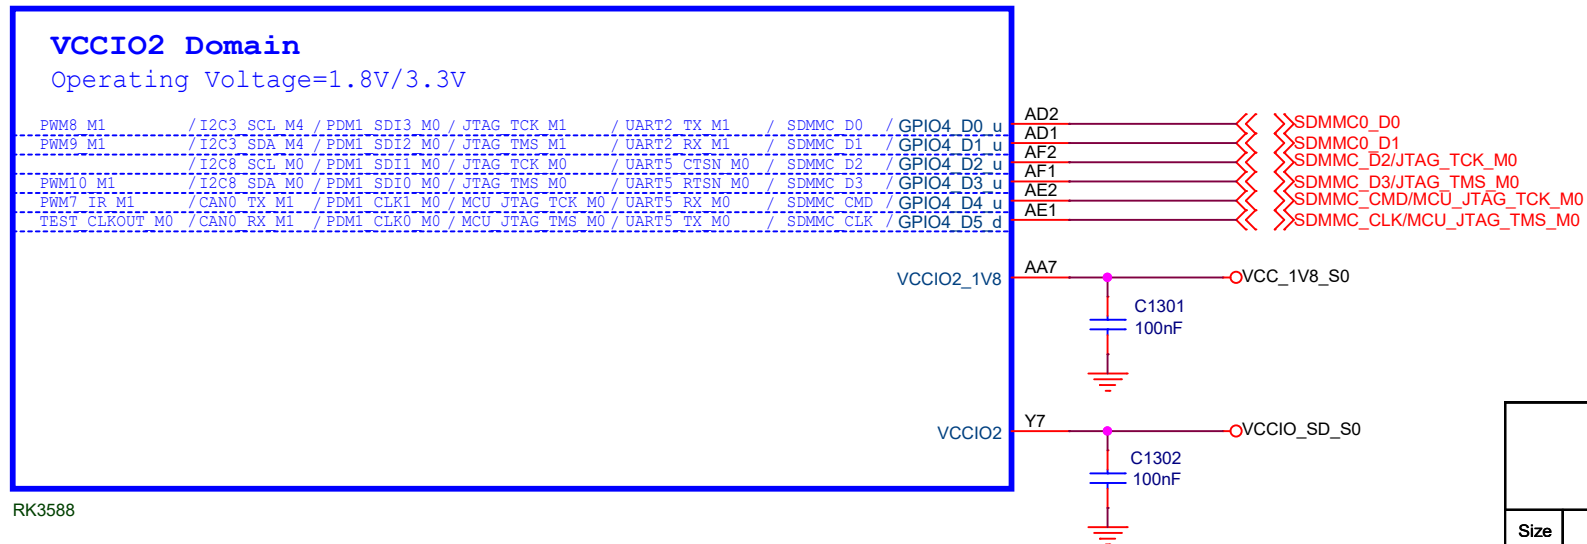 VCCIO2 Domain
Operating Voltage=1.8V/3.3V
PWM8_M1 /I2C3_SCL_M4 /PDM1_SDI3_M0/JTAG_TCK_M1 /UART2_TX_M1 / SDMMC_D0 /GPIO4_D0_u AD2 SDMMC0_D0
PWM9_M1 /I2C3_SDA_M4 /PDM1_SDI2_M0/JTAG_TMS_M1 /UART2_RX_M1 / SDMMC_D1 /GPIO4_D1_u AD1 SDMMC0_D1
/I2C8_SCL_M0 /PDM1_SDI1_M0/JTAG_TCK_M0 /UART5_CTSN_M0 / SDMMC_D2 /GPIO4_D2_u AF2 SDMMC_D2/JTAG_TCK_M0
PWM10_M1 /I2C8_SDA_M0 /PDM1_SDI0_M0/JTAG_TMS_M0 /UART5_RTSN_M0 / SDMMC_D3 /GPIO4_D3_u AF1 SDMMC_D3/JTAG_TMS_M0
PWM7_IR_M1 /CAN0_TX_M1 /PDM1_CLK1_M0/MCU_JTAG_TCK_M0/UART5_RX_M0 / SDMMC_CMD /GPIO4_D4_u AE2 SDMMC_CMD/MCU_JTAG_TCK_M0
TEST_CLKOUT_M0 /CAN0_RX_M1 /PDM1_CLK0_M0/MCU_JTAG_TMS_M0/UART5_TX_M0 / SDMMC_CLK /GPIO4_D5_d AE1 SDMMC_CLK/MCU_JTAG_TMS_M0
VCCIO2_1V8 AA7 VCC_1V8_S0
C1301
100nF
VCCIO2 Y7 VCCIO_SD_S0
C1302
100nF
RK3588
Size